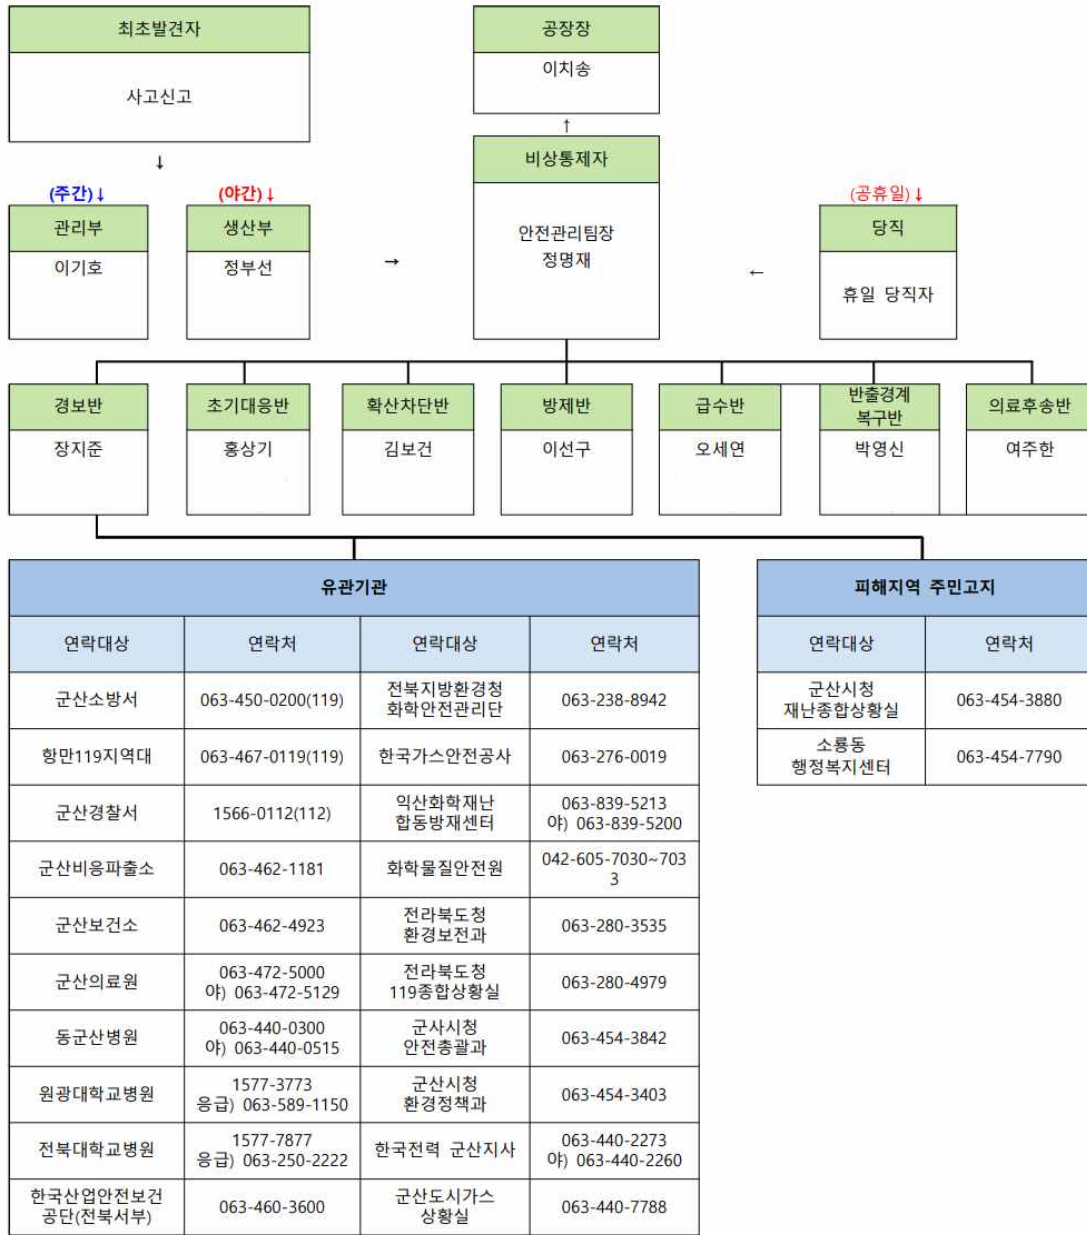 최초발견자
사고신고
↓
공장장
이치송
↑
비상통제자
안전관리팀장
정명재
(주간)↓
관리부
이기호
(야간)↓
생산부
정부선
→
←
(공휴일)↓
당직
휴일 당직자
경보반
장지준
초기대응반
홍상기
확산차단반
김보건
방제반
이선구
급수반
오세연
반출경계
복구반
박영신
의료후송반
여주한
유관기관
연락대상 연락처 연락대상 연락처
군산소방서 063-450-0200(119) 전북지방환경청
화학안전관리단 063-238-8942
항만119지역대 063-467-0119(119) 한국가스안전공사 063-276-0019
군산경찰서 1566-0112(112) 익산화학재난
합동방재센터 063-839-5213
야) 063-839-5200
군산비응파출소 063-462-1181 화학물질안전원 042-605-7030~703
3
군산보건소 063-462-4923 전라북도청
환경보전과 063-280-3535
군산의료원 063-472-5000
야) 063-472-5129 전라북도청
119종합상황실 063-280-4979
동군산병원 063-440-0300
야) 063-440-0515 군사시청
안전총괄과 063-454-3842
원광대학교병원 1577-3773
응급) 063-589-1150 군산시청
환경정책과 063-454-3403
전북대학교병원 1577-7877
응급) 063-250-2222 한국전력 군산지사 063-440-2273
야) 063-440-2260
한국산업안전보건
공단(전북서부) 063-460-3600 군산도시가스
상황실 063-440-7788
피해지역 주민고지
연락대상 연락처
군산시청
재난종합상황실 063-454-3880
소룡동
행정복지센터 063-454-7790